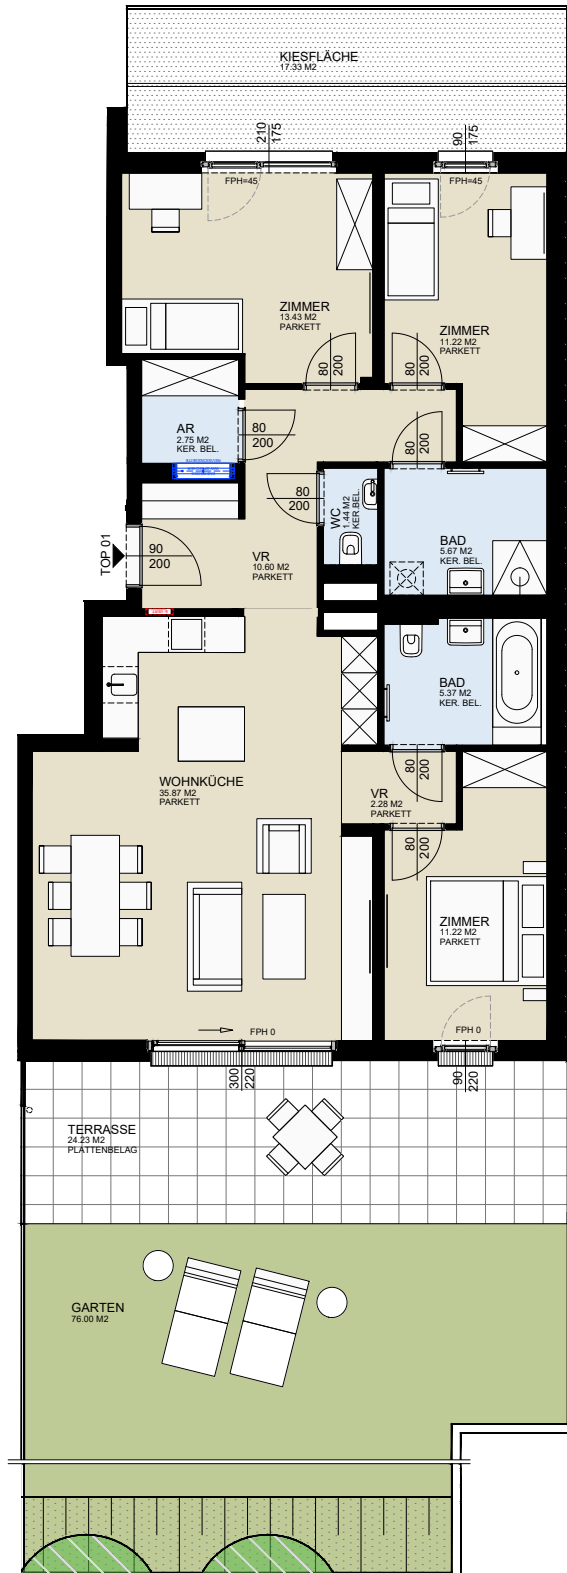 KIESFLÄCHE
17.33 M2
210
175
90
175
FPH=45
FPH=45
ZIMMER
13.43 M2
PARKETT
ZIMMER
11.22 M2
PARKETT
80
200
80
200
AR
2.75 M2
KER. BEL.
80
200
80
200
80
200
WC
1.44 M2
KER.BEL.
BAD
5.67 M2
KER. BEL.
TOP 01
90
200
VR
10.60 M2
PARKETT
BAD
5.37 M2
KER. BEL.
WOHNKÜCHE
35.87 M2
PARKETT
80
200
VR
2.28 M2
PARKETT
80
200
ZIMMER
11.22 M2
PARKETT
FPH 0
FPH 0
300
220
90
220
TERRASSE
24.23 M2
PLATTENBELAG
GARTEN
76.00 M2